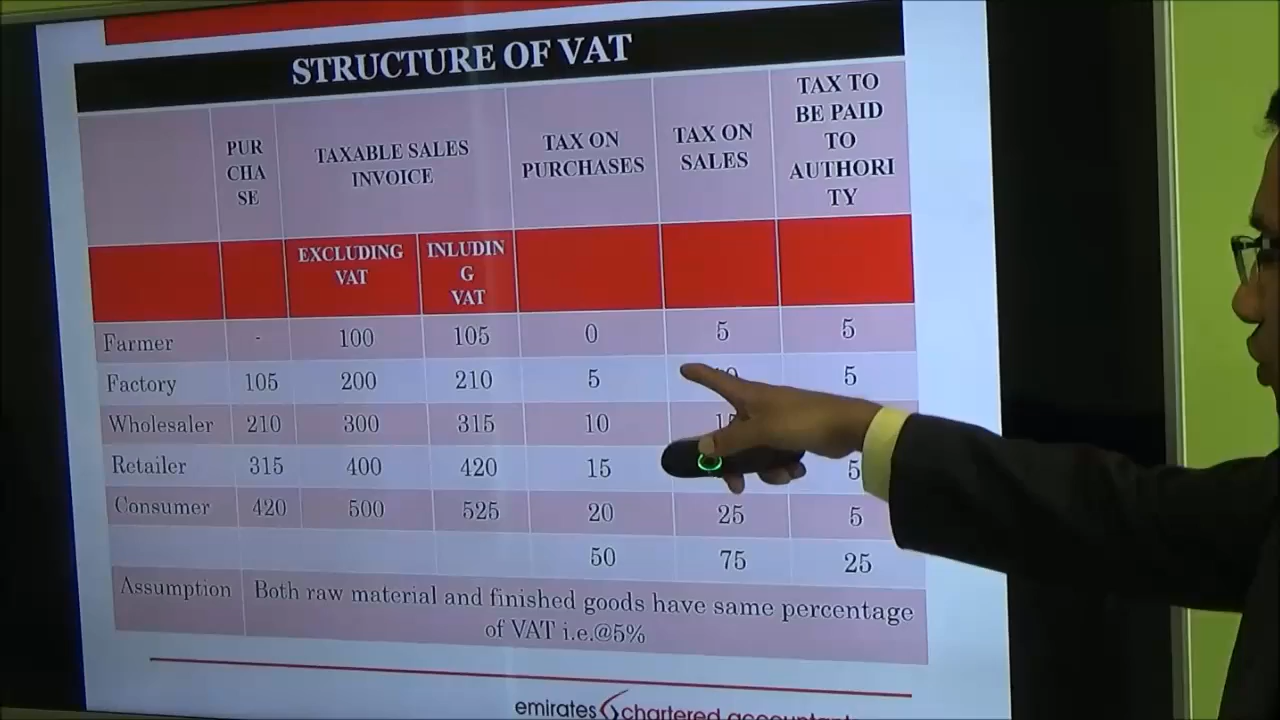 STRUCTURE OF VAT
PUR
CHA
SE
TAXABLE SALES
INVOICE
TAX ON
PURCHASES
TAX ON
SALES
TAX TO
BE PAID
TO
AUTHORI
TY
EXCLUDING
VAT
INLUDIN
G
VAT
Farmer - 100 105 0 5 5
Factory 105 200 210 5 5
Wholesaler 210 300 315 10
Retailer 315 400 420 15 5
Consumer 420 500 525 20 25 5
50 75 25
Assumption
Both raw material and finished goods have same percentage
of VAT i.e.@5%
emirates chartered